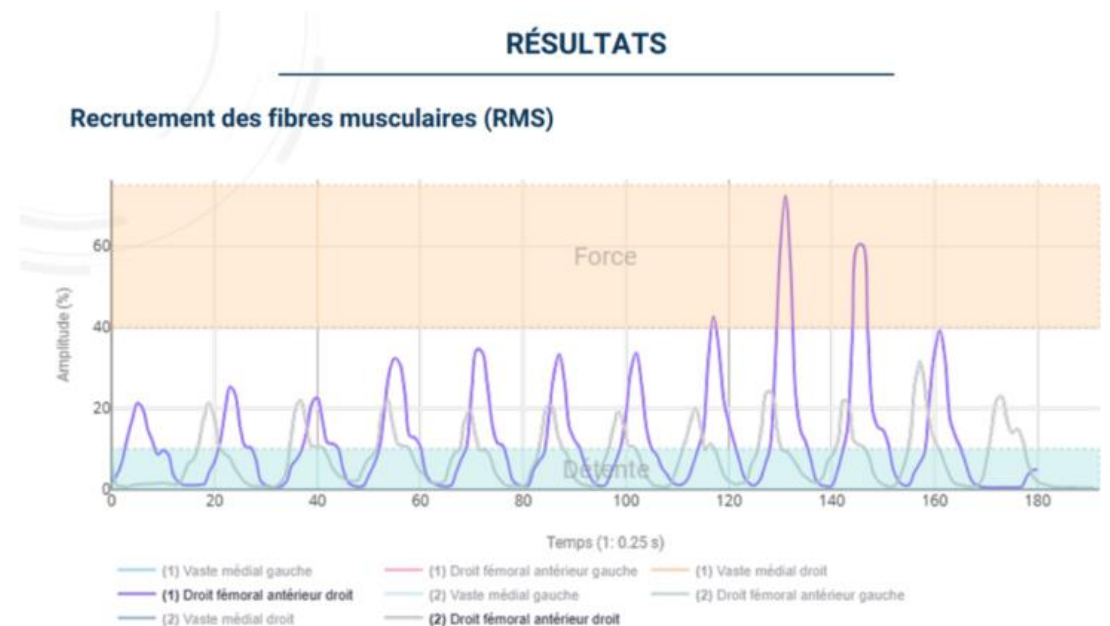 RÉSULTATS
Recrutement des fibres musculaires (RMS)
Amplitude (%)
60
40
20
0
Force
Détente
0 20 40 60 80 100 120 140 160 180
Temps (1: 0.25 s)
(1) Vaste médial gauche (1) Droit fémoral antérieur gauche (1) Vaste médial droit
(1) Droit fémoral antérieur droit (2) Vaste médial gauche (2) Droit fémoral antérieur gauche
(2) Vaste médial droit (2) Droit fémoral antérieur droit